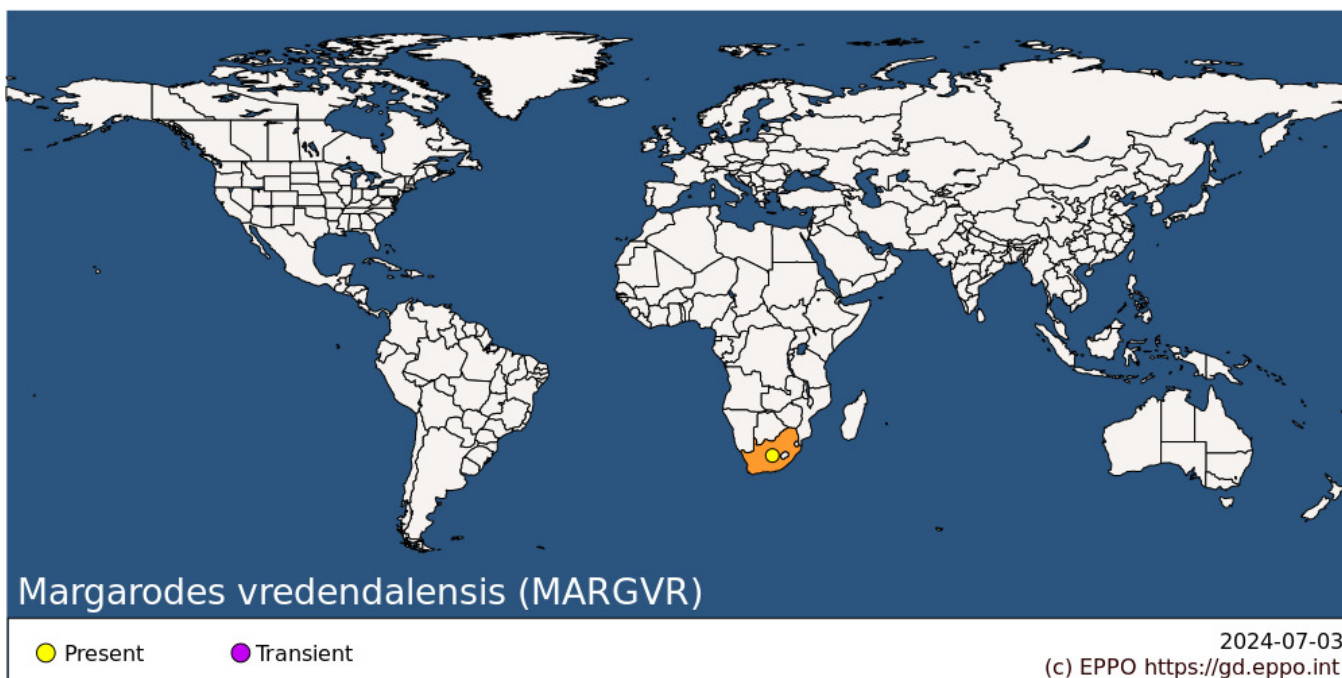 Margarodes vredendalensis (MARGVR)
Present
Transient
2024-07-03
(c) EPPO https://gd.eppo.int